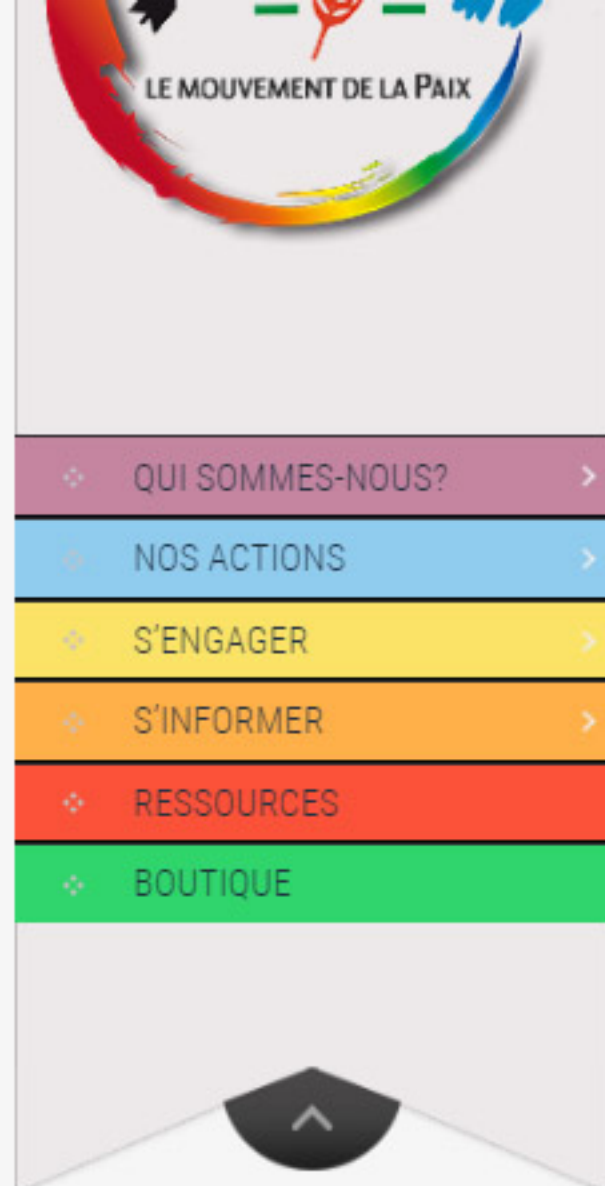 LE MOUVEMENT DE LA PAIX
QUI SOMMES-NOUS?
NOS ACTIONS
S'ENGAGER
S'INFORMER
RESSOURCES
BOUTIQUE